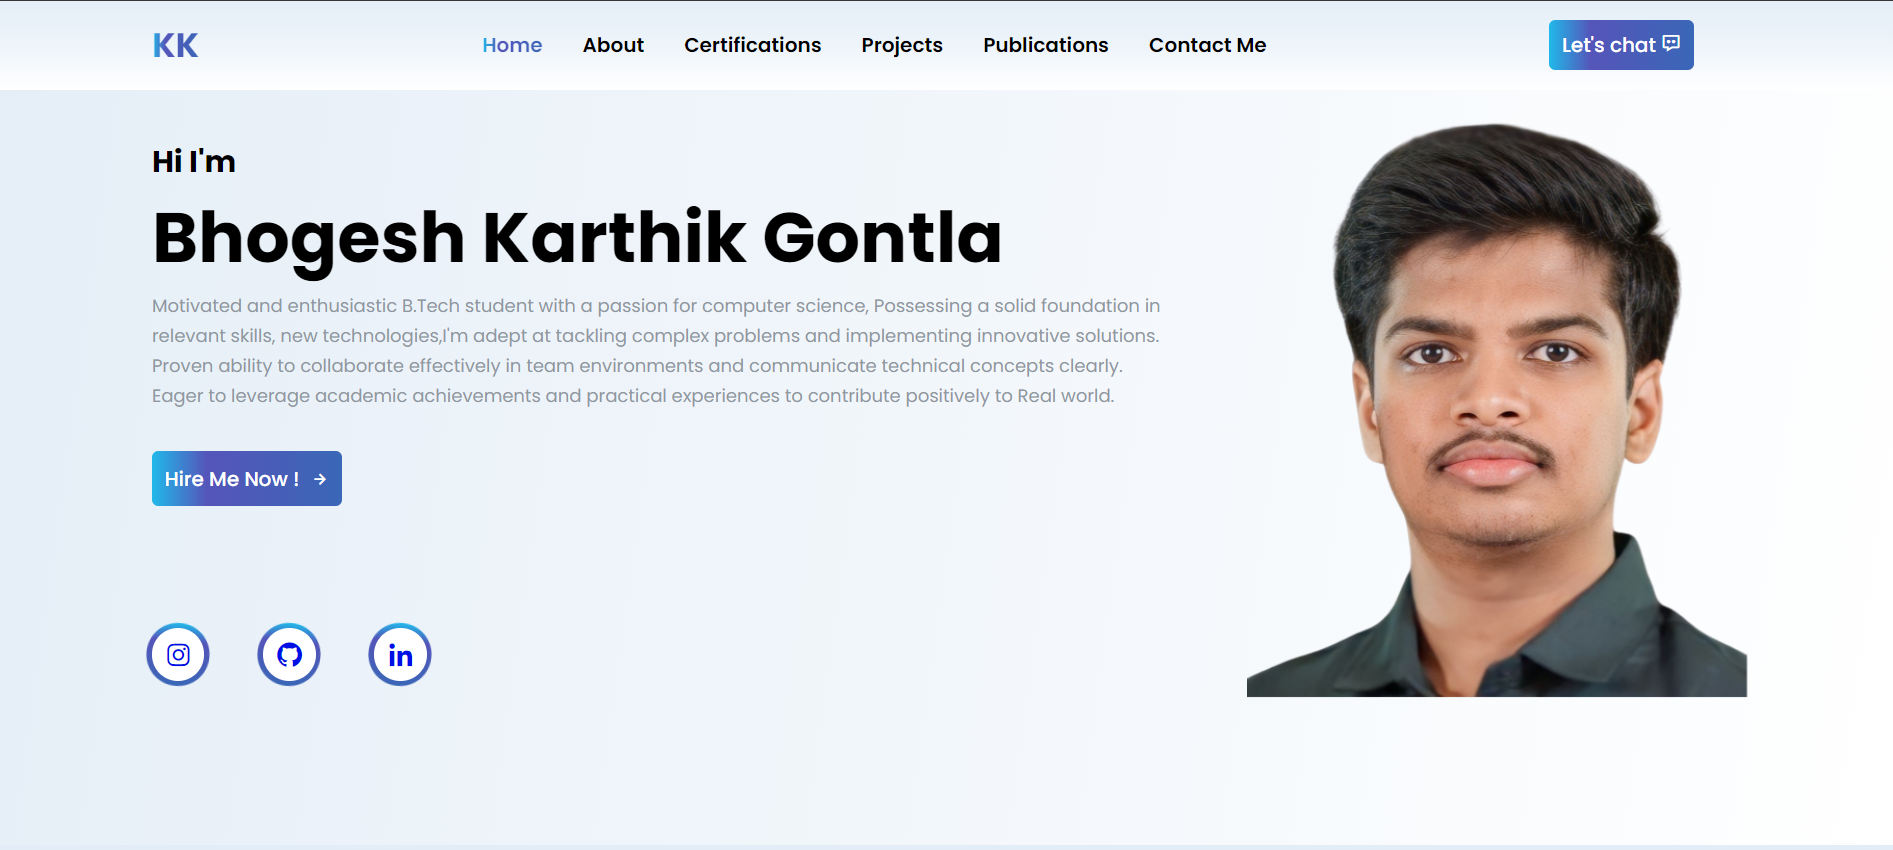 KK
Home About Certifications Projects Publications Contact Me
Let's chat
Hi I'm
Bhogesh Karthik Gontla
Motivated and enthusiastic B.Tech student with a passion for computer science, Possessing a solid foundation in
relevant skills, new technologies,I'm adept at tackling complex problems and implementing innovative solutions.
Proven ability to collaborate effectively in team environments and communicate technical concepts clearly.
Eager to leverage academic achievements and practical experiences to contribute positively to Real world.
Hire Me Now !
in